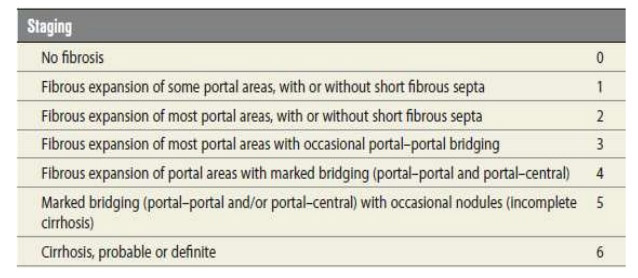 Staging
No fibrosis 0
Fibrous expansion of some portal areas, with or without short fibrous septa 1
Fibrous expansion of most portal areas, with or without short fibrous septa 2
Fibrous expansion of most portal areas with occasional portal–portal bridging 3
Fibrous expansion of portal areas with marked bridging (portal–portal and portal–central) 4
Marked bridging (portal–portal and/or portal–central) with occasional nodules (incomplete 5
cirrhosis)
Cirrhosis, probable or definite 6